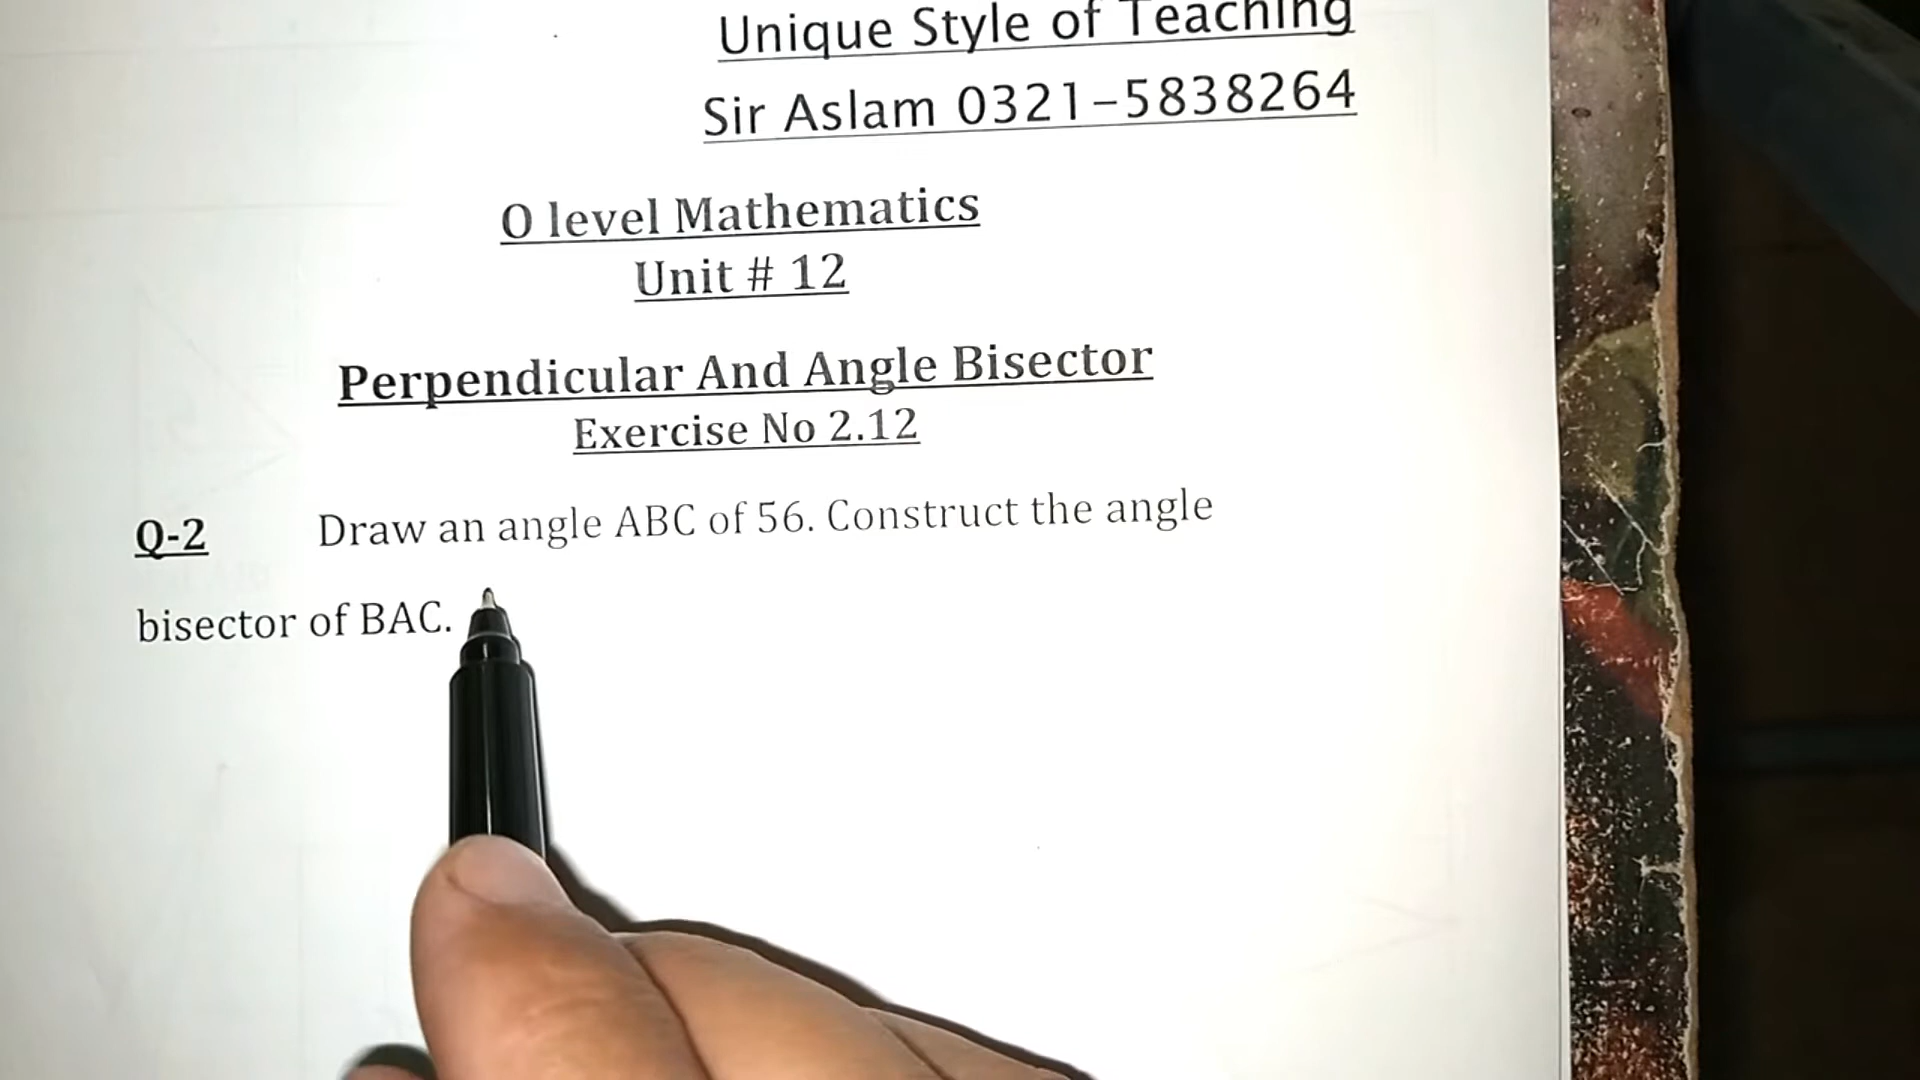 Unique Style of Teaching
Sir Aslam 0321-5838264
O level Mathematics
Unit # 12
Perpendicular And Angle Bisector
Exercise No 2.12
Q-2 Draw an angle ABC of 56. Construct the angle
bisector of BAC.